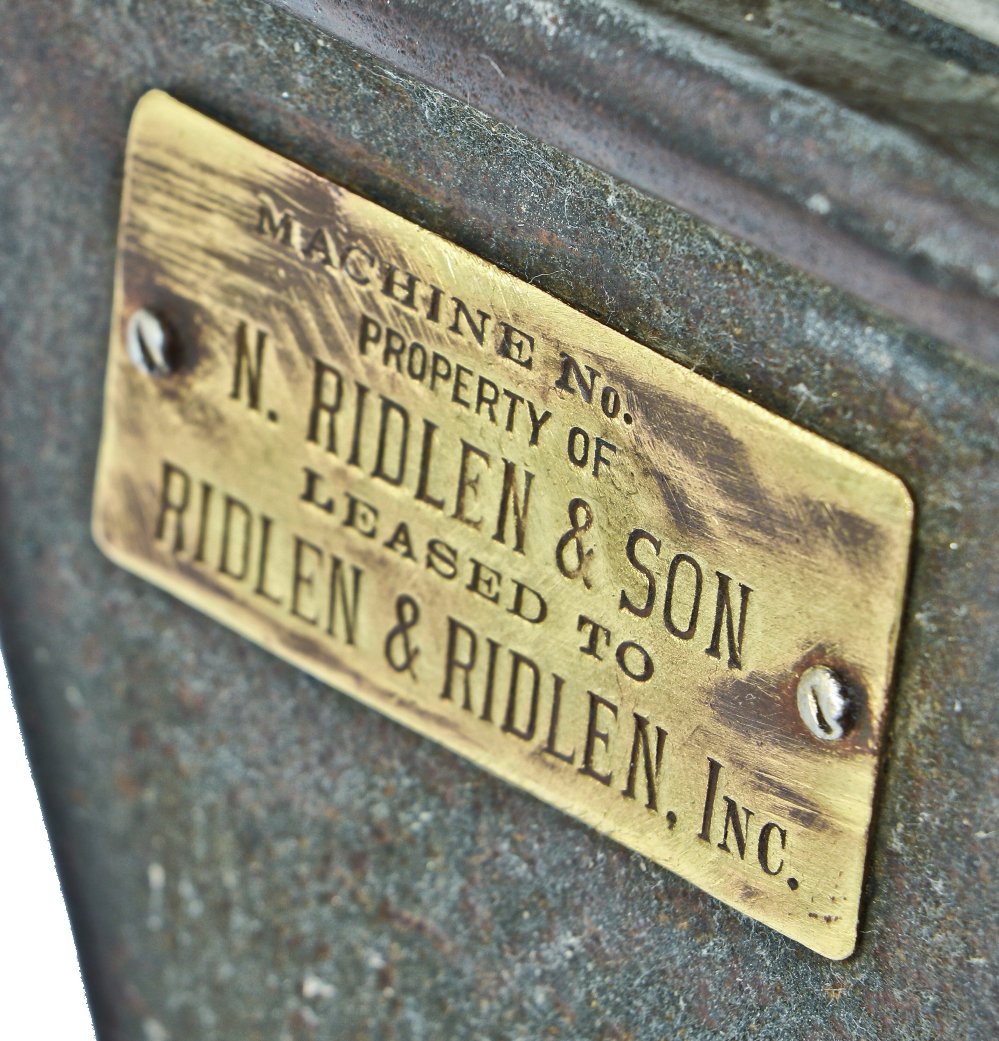 MACHINE No.
PROPERTY OF
N. RIDLEN & SON
LEASED TO
RIDLEN & RIDLEN, INC.